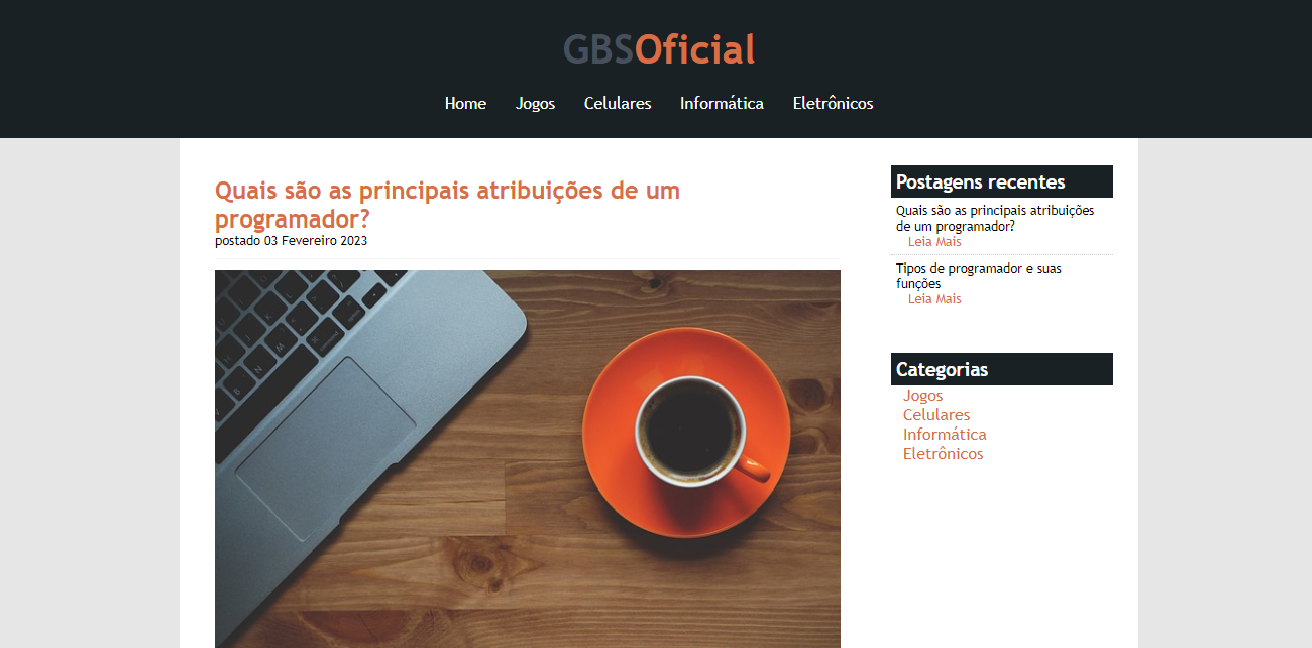 GBSOficial
Home Jogos Celulares Informática Eletrônicos
Quais são as principais atribuições de um
programador?
postado 03 Fevereiro 2023
Postagens recentes
Quais são as principais atribuições
de um programador?
Leia Mais
Tipos de programador e suas
funções
Leia Mais
Categorias
Jogos
Celulares
Informática
Eletrônicos